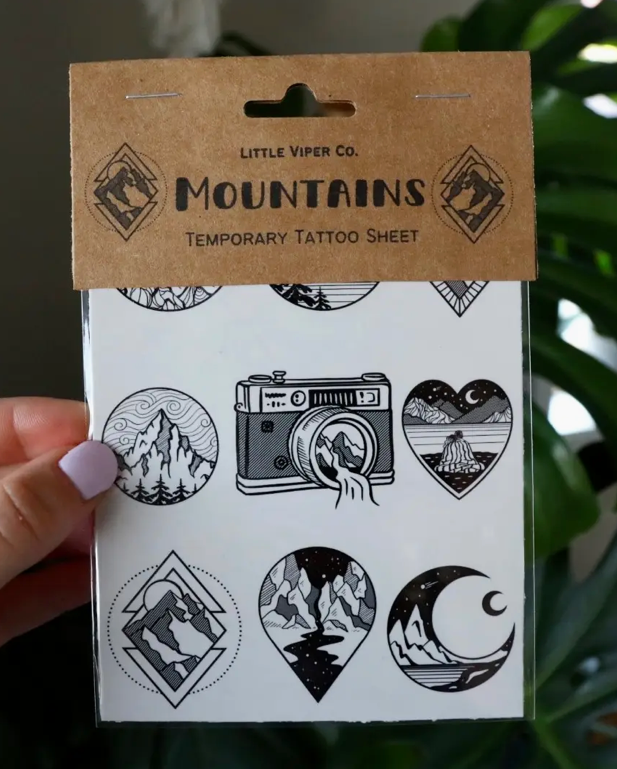 LITTLE VIPER CO.
MOUNTAINS
TEMPORARY TATTOO SHEET